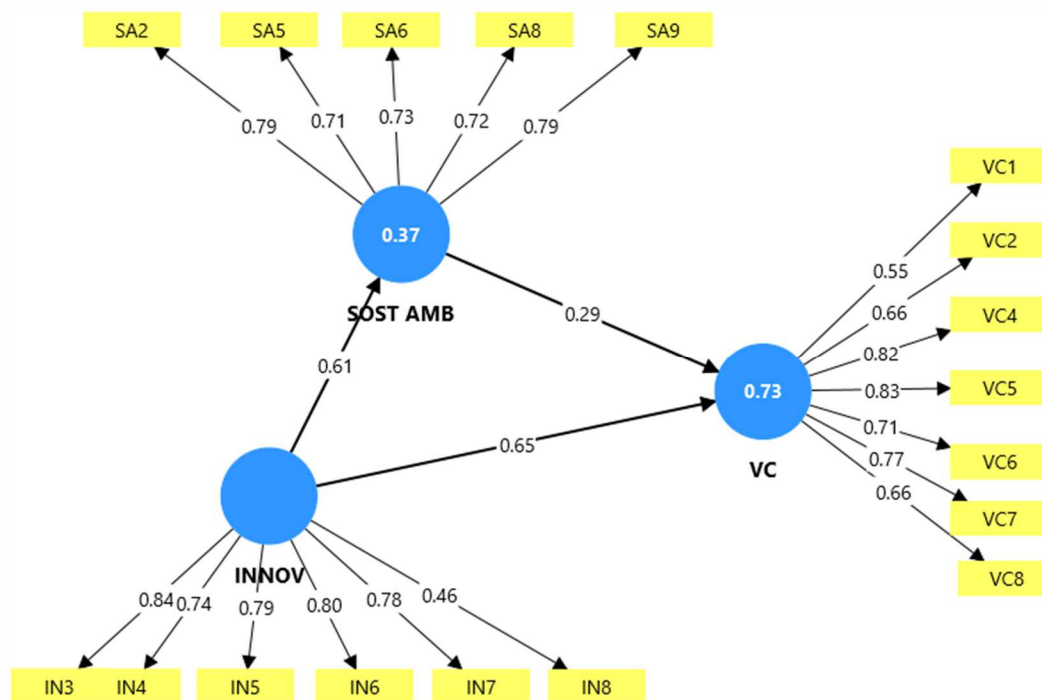 SA2 SA5 SA6 SA8 SA9
0.79 0.71 0.73 0.72 0.79
0.37
SOST AMB
VC1
VC2
VC4
VC5
VC6
VC7
VC8
0.55
0.66
0.82
0.83
0.71
0.77
0.66
0.29
0.61
0.73
VC
0.65
INNOV
0.84 0.74 0.79 0.80 0.78 0.46
IN3 IN4 IN5 IN6 IN7 IN8